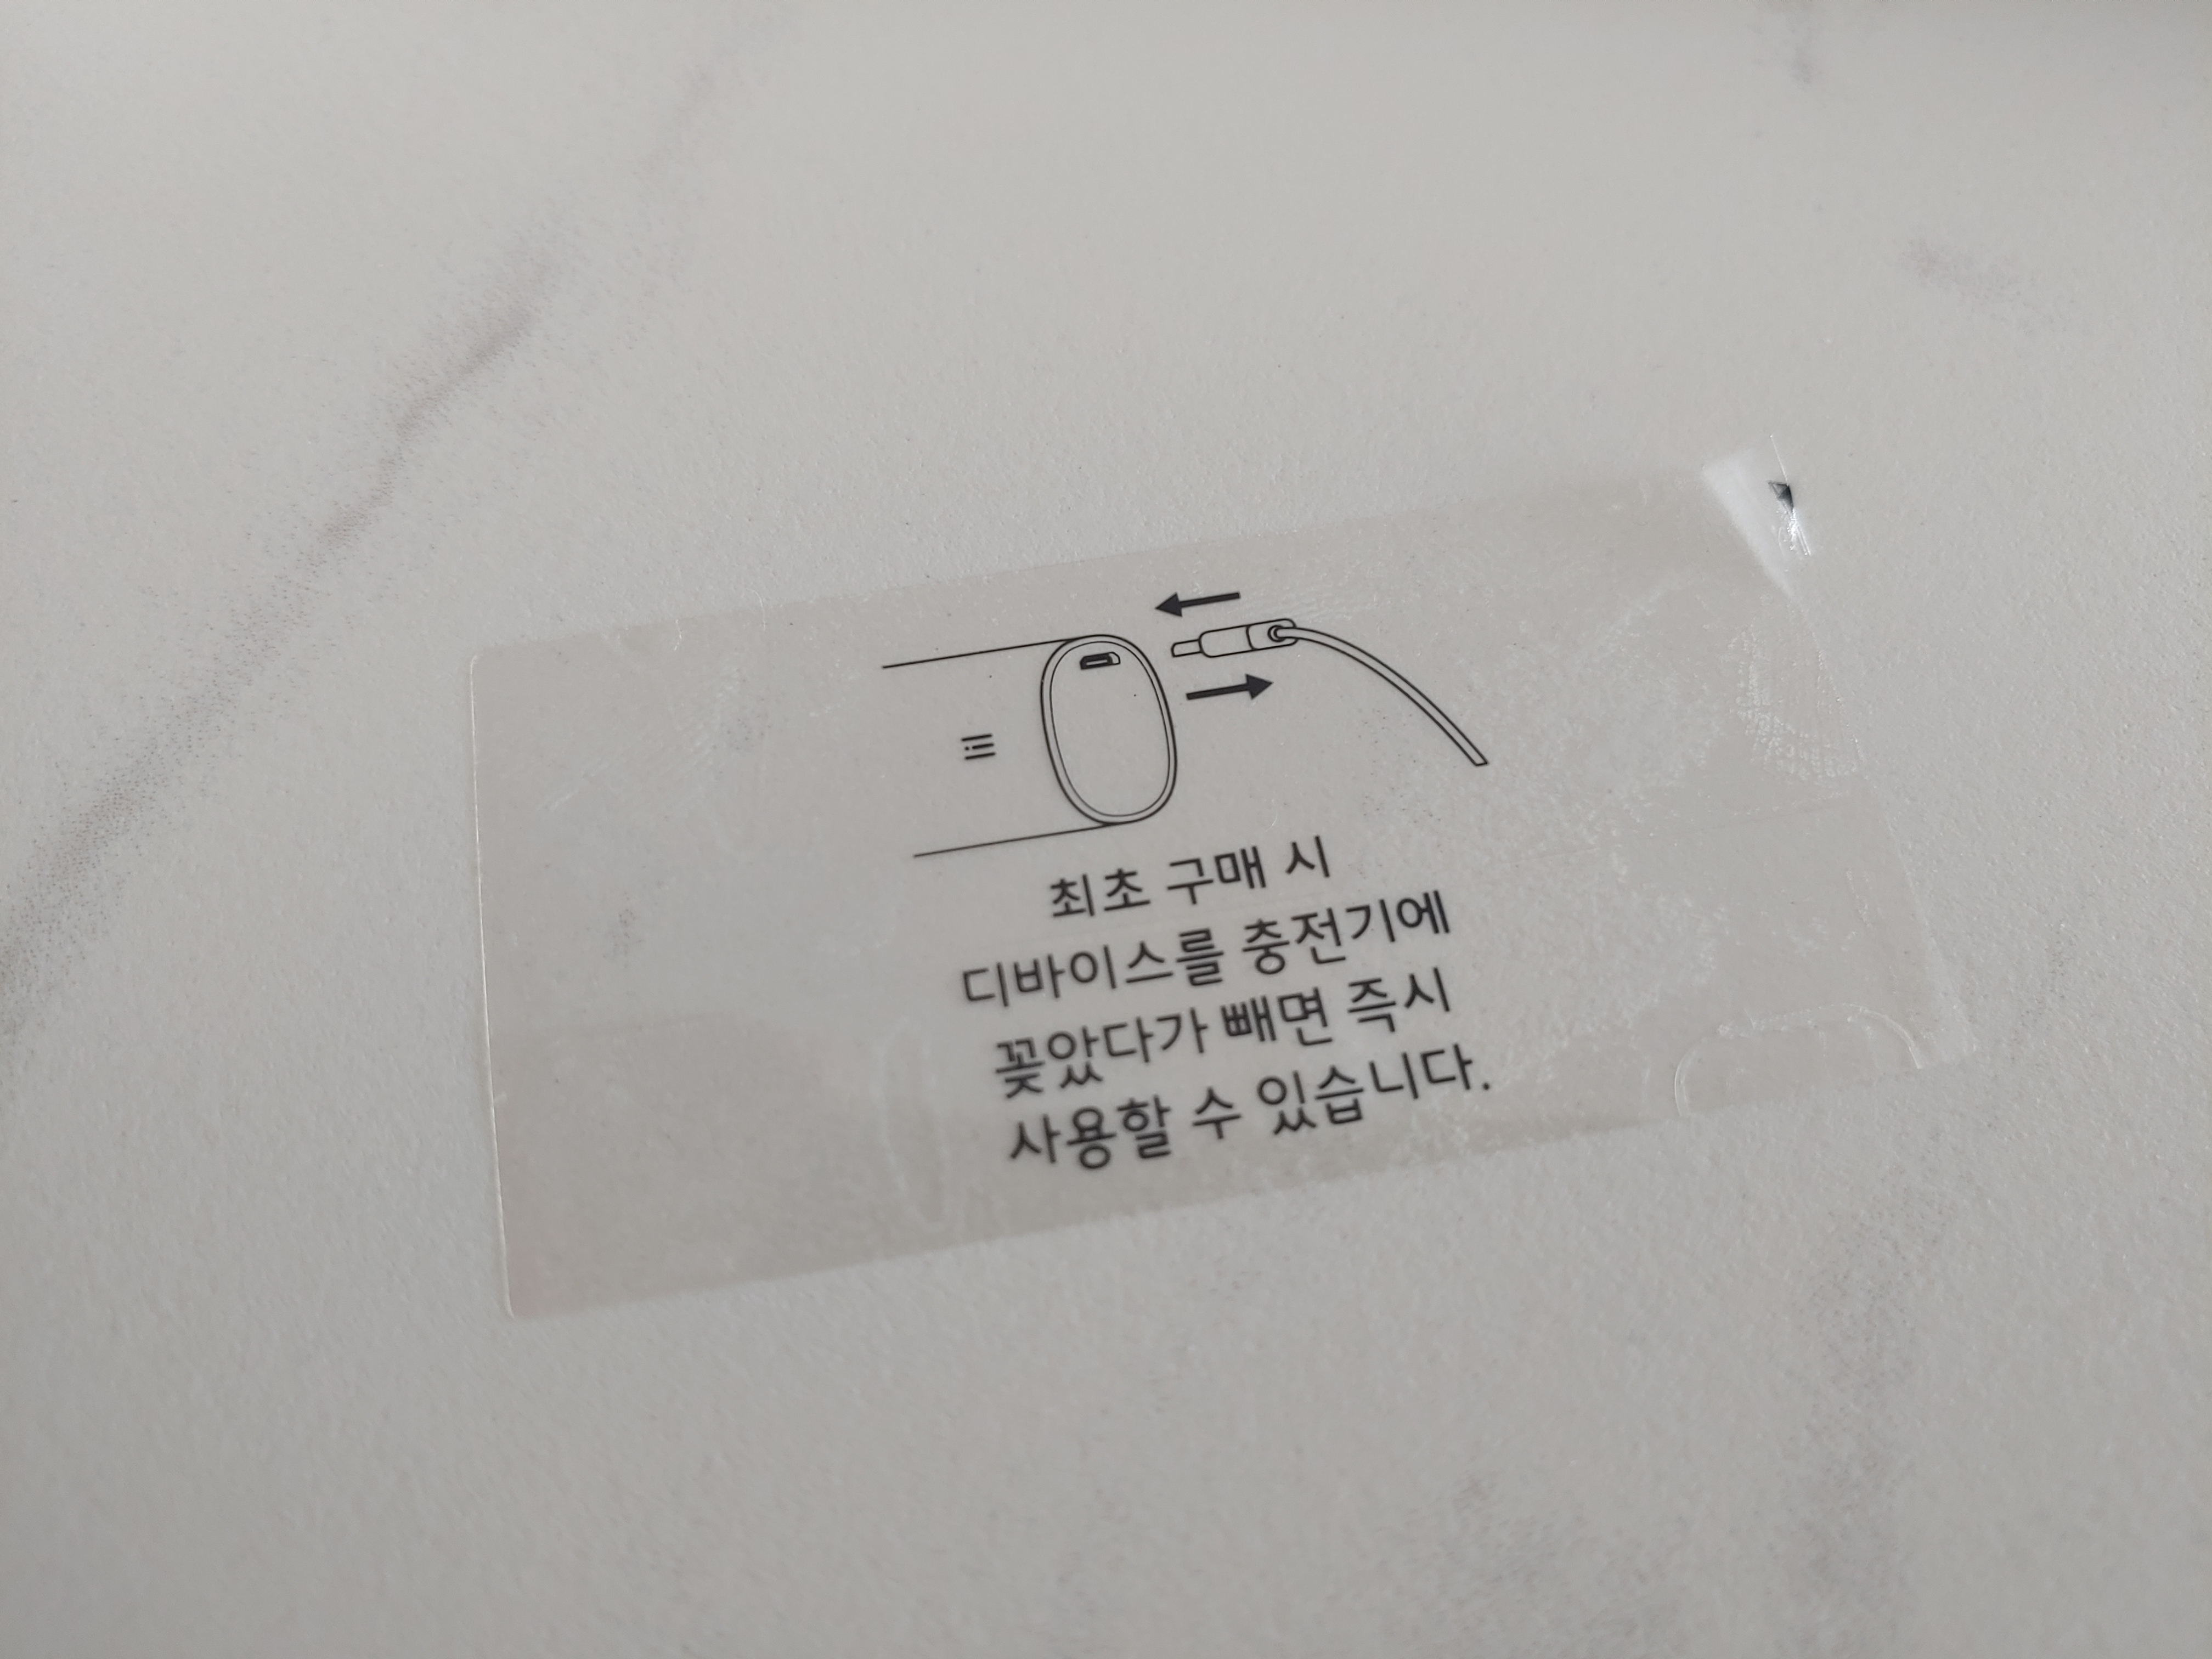 최초 구매 시
디바이스를 충전기에
꽂았다가 빼면 즉시
사용할 수 있습니다.